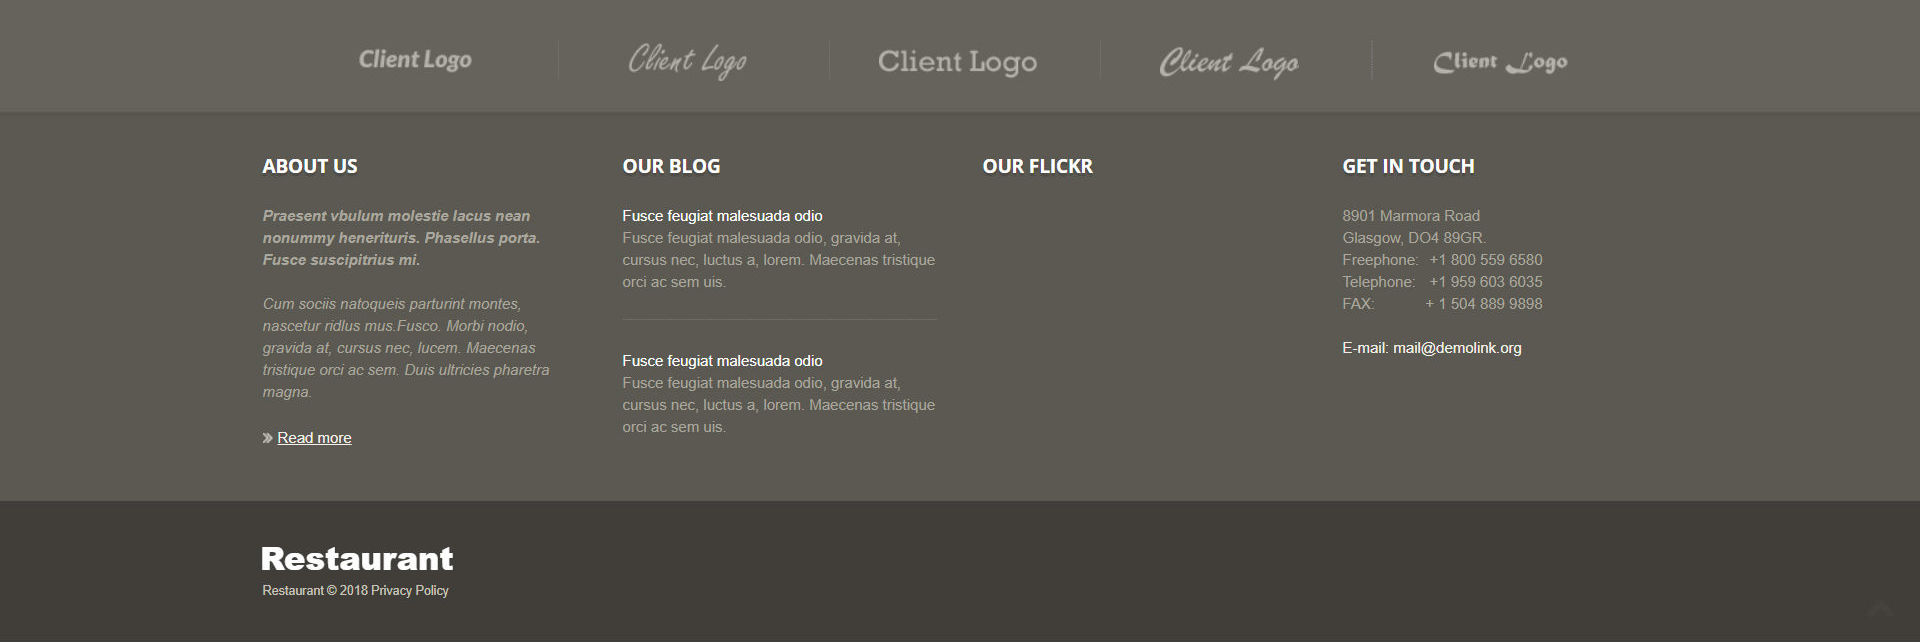 Client Logo
Client Logo
Client Logo
Client Logo
Client Logo
ABOUT US
Praesent vbulum molestie lacus nean
nonummy henerituris. Phasellus porta.
Fusce suscipitrius mi.
Cum sociis natoqueis parturint montes,
nascetur ridlus mus.Fusco. Morbi nodio,
gravida at, cursus nec, lucem. Maecenas
tristique orci ac sem. Duis ultricies pharetra
magna.
Read more
OUR BLOG
Fusce feugiat malesuada odio
Fusce feugiat malesuada odio, gravida at,
cursus nec, luctus a, lorem. Maecenas tristique
orci ac sem uis.
Fusce feugiat malesuada odio
Fusce feugiat malesuada odio, gravida at,
cursus nec, luctus a, lorem. Maecenas tristique
orci ac sem uis.
OUR FLICKR
GET IN TOUCH
8901 Marmora Road
Glasgow, DO4 89GR.
Freephone: +1 800 559 6580
Telephone: +1 959 603 6035
FAX: + 1 504 889 9898
E-mail: mail@demolink.org
Restaurant
Restaurant © 2018 Privacy Policy